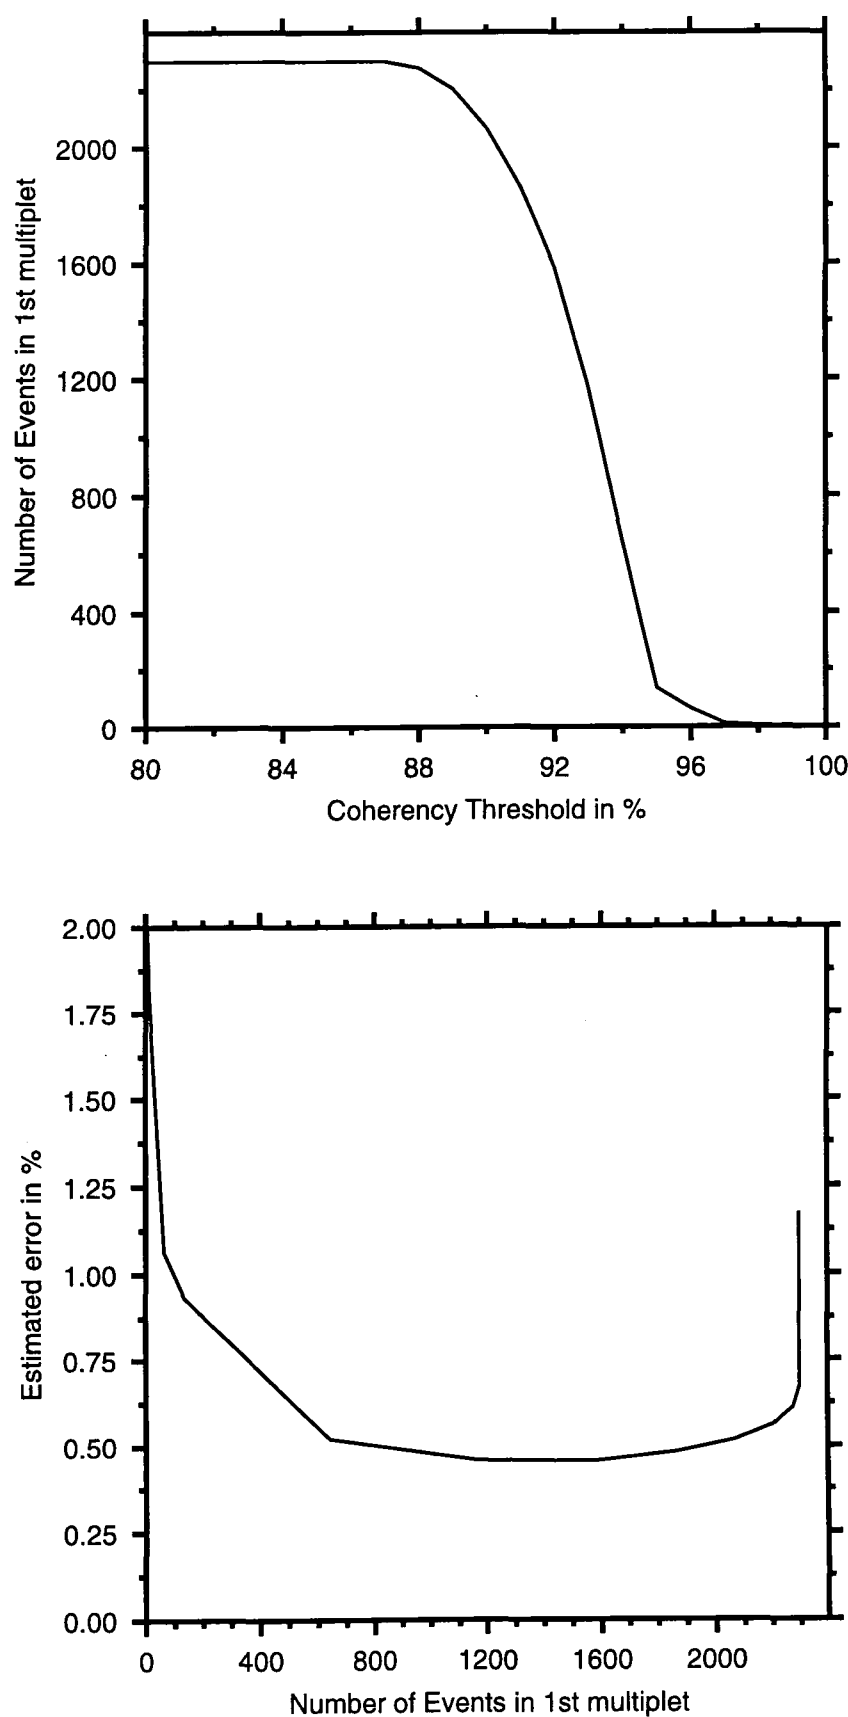 Number of Events in 1st multiplet
2000
1600
1200
800
400
0
80 84 88 92 96 100
Coherency Threshold in %
Estimated error in %
2.00
1.75
1.50
1.25
1.00
0.75
0.50
0.25
0.00
0 400 800 1200 1600 2000
Number of Events in 1st multiplet